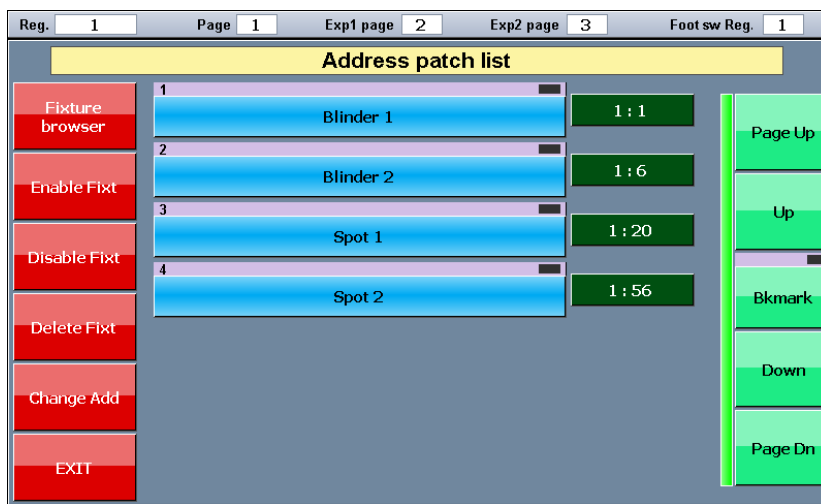 Reg. 1 Page 1 Exp1 page 2 Exp2 page 3 Foot sw Reg. 1
Address patch list
Fixture
browser
Enable Fixt
Disable Fixt
Delete Fixt
Change Add
EXIT
1
Blinder 1
1:1
2
Blinder 2
1:6
3
Spot 1
1:20
4
Spot 2
1:56
Page Up
Up
Bkmark
Down
Page Dn